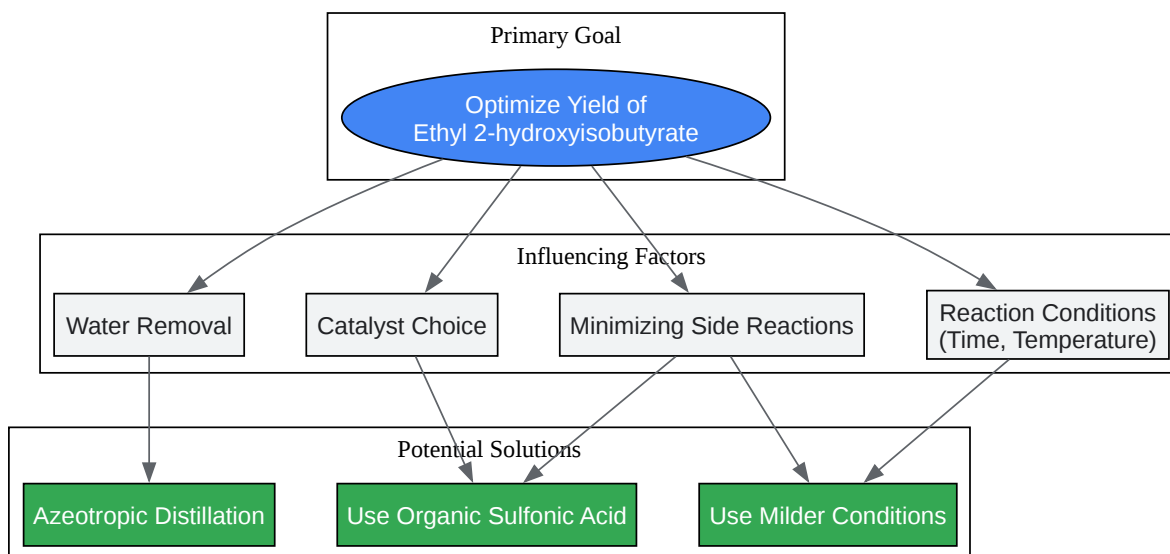 Primary Goal
Optimize Yield of
Ethyl 2-hydroxyisobutyrate
Influencing Factors
Water Removal
Catalyst Choice
Minimizing Side Reactions
Reaction Conditions
(Time, Temperature)
Potential Solutions
Azeotropic Distillation
Use Organic Sulfonic Acid
Use Milder Conditions